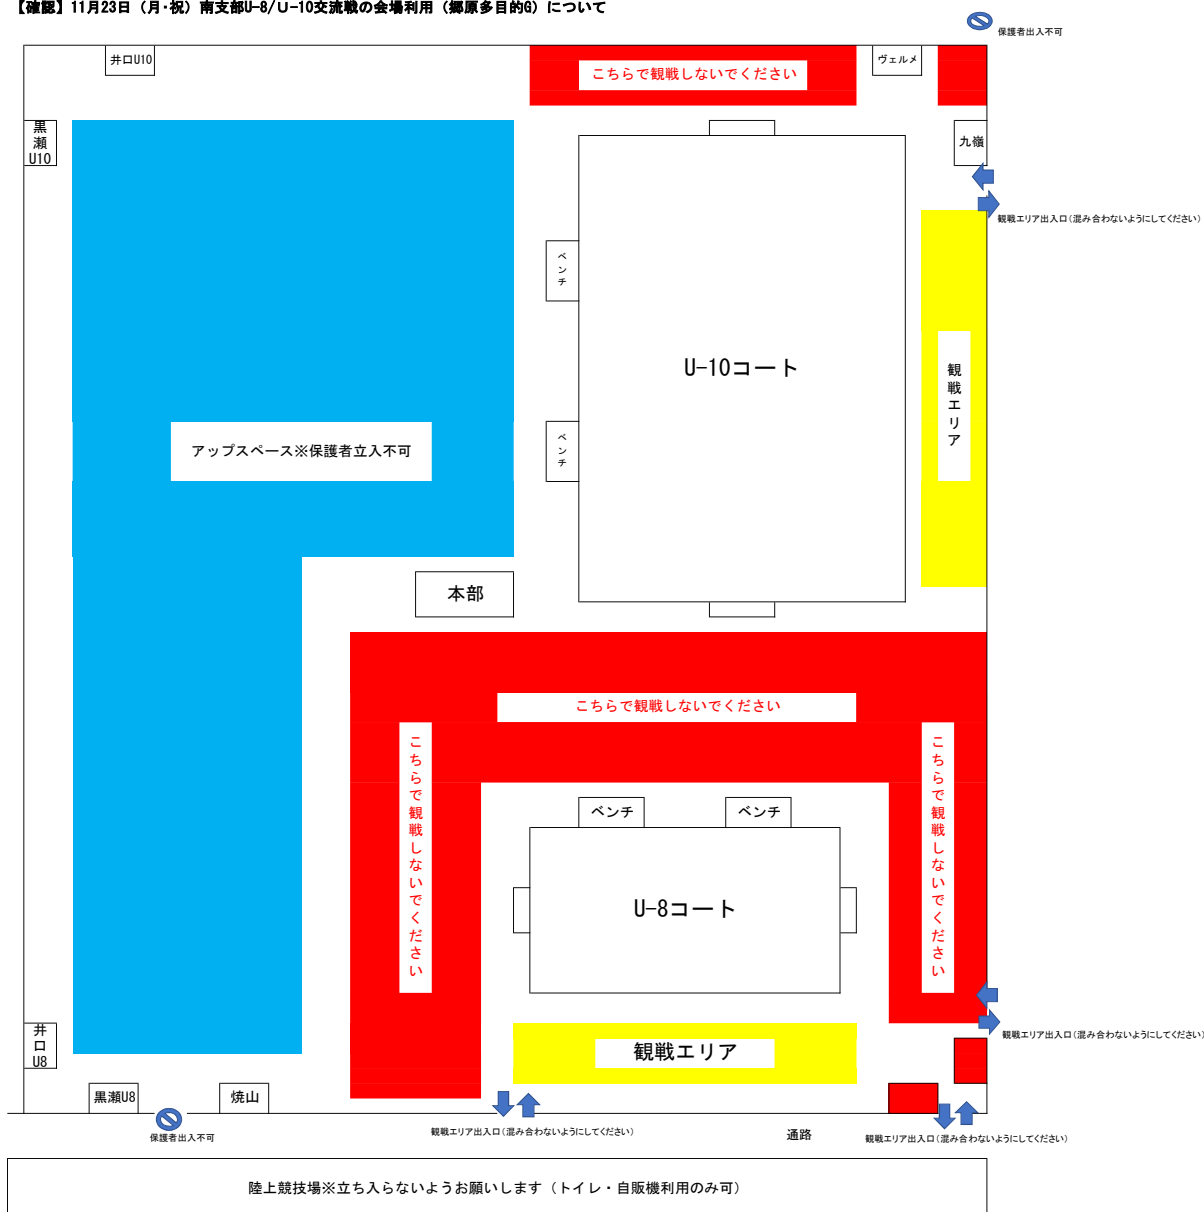 【確認】11月23日（月・祝）南支部U-8/U-10交流戦の会場利用（郷原多目的G）について
保護者出入不可
井口U10
こちらで観戦しないでください
ヴェルメ
黒瀬U10
九嶺
観戦エリア出入口（混み合わないようにしてください）
ベンチ
U-10コート
観戦エリア
ベンチ
アップスペース※保護者立入不可
本部
こちらで観戦しないでください
こちらで観戦しないでください
こちらで観戦しないでください
ベンチ
ベンチ
U-8コート
井口U8
観戦エリア
観戦エリア出入口（混み合わないようにしてください）
黒瀬U8
焼山
保護者出入不可
観戦エリア出入口（混み合わないようにしてください）
通路
観戦エリア出入口（混み合わないようにしてください）
陸上競技場※立ち入らないようお願いします（トイレ・自販機利用のみ可）